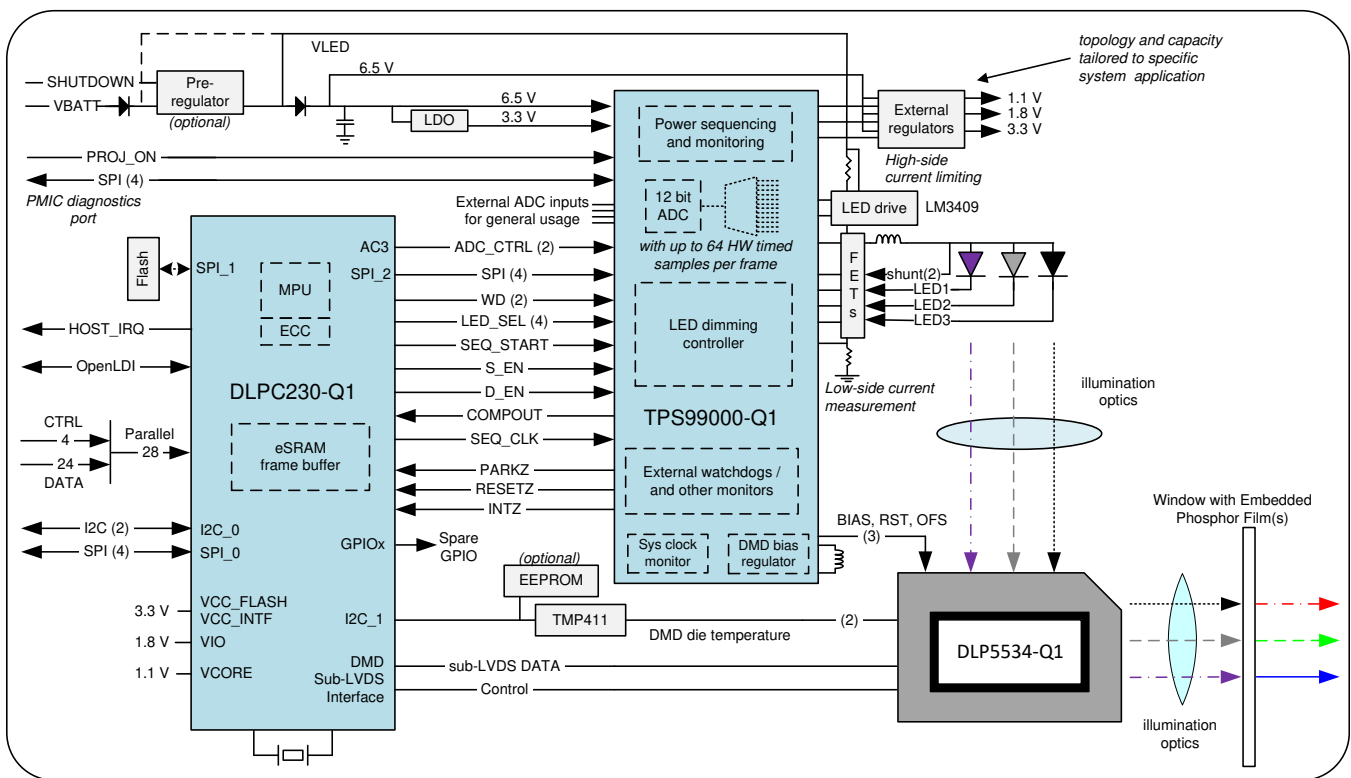 VLED
6.5 V
topology and capacity
tailored to specific
system application
SHUTDOWN
VBATT
Pre-
regulator
(optional)
LDO
6.5 V
3.3 V
Power sequencing
and monitoring
External
regulators
1.1 V
1.8 V
3.3 V
PROJ_ON
SPI (4)
PMIC diagnostics
port
High-side
current limiting
External ADC inputs
for general usage
12 bit
ADC
LED drive
LM3409
with up to 64 HW timed
samples per frame
Flash
SPI_1
MPU
ECC
AC3
SPI_2
ADC_CTRL (2)
SPI (4)
WD (2)
LED_SEL (4)
SEQ_START
S_EN
D_EN
COMPOUT
SEQ_CLK
PARKZ
RESETZ
INTZ
F
E
T
s
shunt(2)
LED1
LED2
LED3
LED dimming
controller
HOST_IRQ
OpenLDI
DLPC230-Q1
TPS99000-Q1
Low-side current
measurement
illumination
optics
CTRL
4
24
DATA
Parallel
28
eSRAM
frame buffer
External watchdogs /
and other monitors
I2C (2)
SPI (4)
I2C_0
SPI_0
GPIOx
Spare
GPIO
Sys clock
monitor
DMD bias
regulator
BIAS, RST, OFS
(3)
Window with Embedded
Phosphor Film(s)
(optional)
EEPROM
TMP411
DMD die temperature
(2)
3.3 V
1.8 V
1.1 V
VCC_FLASH
VCC_INTF
VIO
VCORE
I2C_1
DMD
Sub-LVDS
Interface
sub-LVDS DATA
Control
DLP5534-Q1
illumination
optics